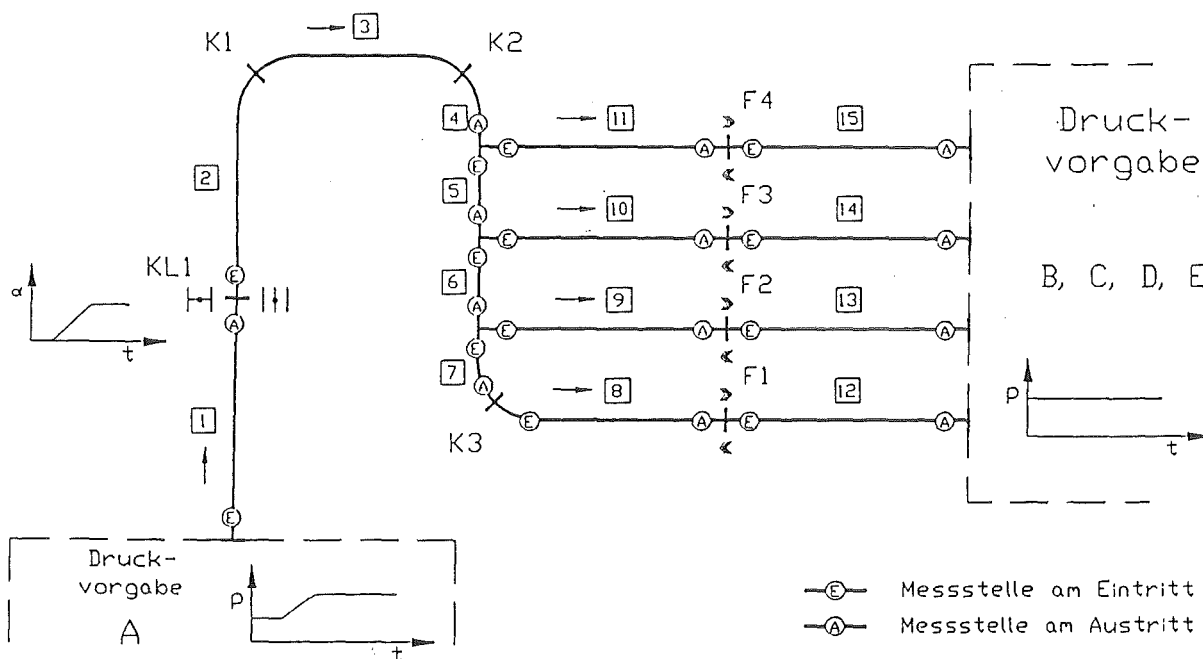 K1
3
K2
4
11
F4
15
Druck-
vorgabe
2
5
10
F3
14
B, C, D, E
KL1
α
t
6
9
F2
13
7
8
F1
12
K3
P
t
1
Druck-
vorgabe
A
P
t
E Messstelle am Eintritt
A Messstelle am Austritt
E
A
E
A
E
A
E
A
E
A
E
A
E
A
E
A
E
A
E
A
E
A
E
A
E
A
E